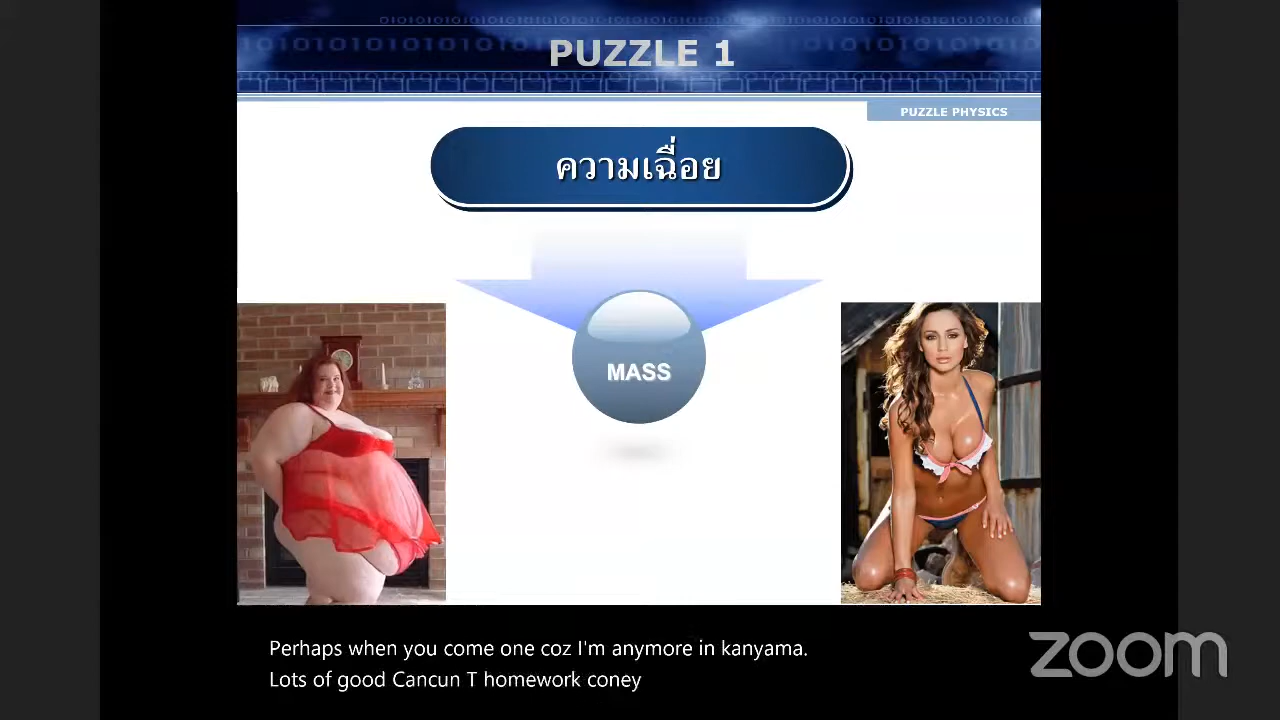 PUZZLE 1
PUZZLE PHYSICS
ความเฉื่อย
MASS
Perhaps when you come one coz I'm anymore in kanyama.
Lots of good Cancun T homework coney
zoom